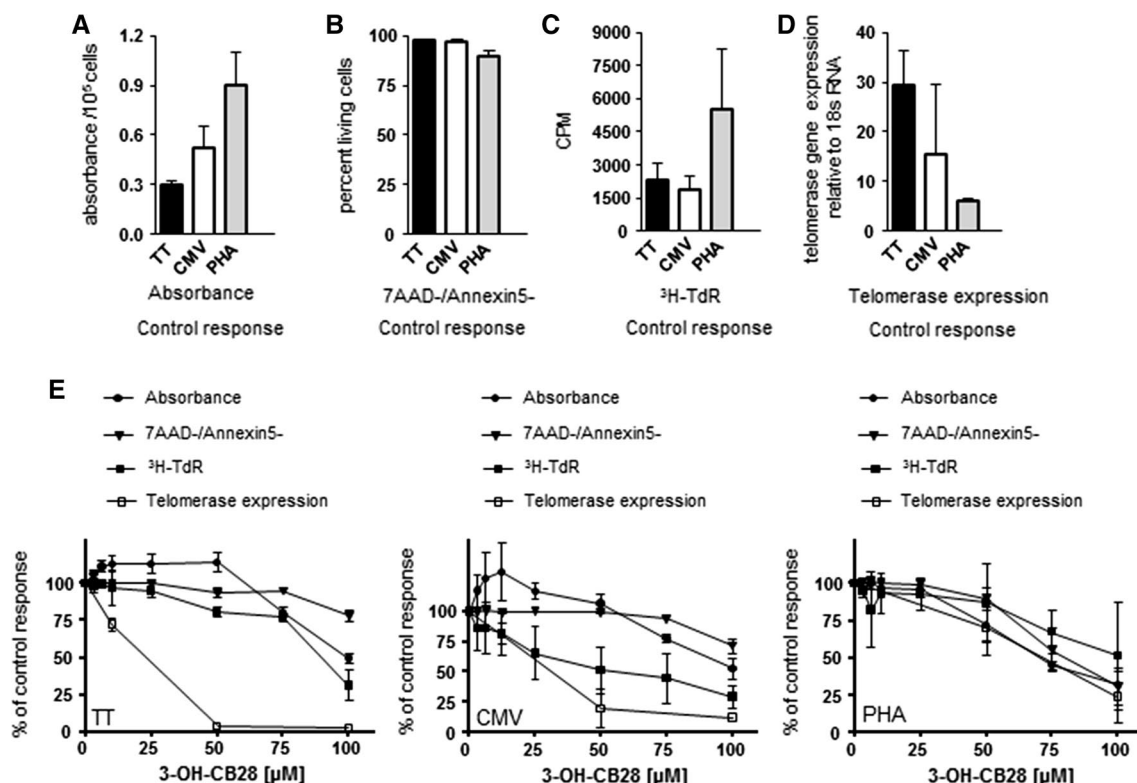 A
absorbance /10⁵ cells
1.2
0.9
0.6
0.3
0.0
TT
CMV
PHA
Absorbance
Control response
B
percent living cells
100
75
50
25
0
TT
CMV
PHA
7AAD-/Annexin5-
Control response
C
CPM
9000
7500
6000
4500
3000
1500
0
TT
CMV
PHA
³H-TdR
Control response
D
telomerase gene expression
relative to 18s RNA
40
30
20
10
0
TT
CMV
PHA
Telomerase expression
Control response
E
Absorbance
7AAD-/Annexin5-
³H-TdR
Telomerase expression
% of control response
100
75
50
25
0
TT
0 25 50 75 100
3-OH-CB28 [µM]
Absorbance
7AAD-/Annexin5-
³H-TdR
Telomerase expression
% of control response
100
75
50
25
0
CMV
0 25 50 75 100
3-OH-CB28 [µM]
Absorbance
7AAD-/Annexin5-
³H-TdR
Telomerase expression
% of control response
100
75
50
25
0
PHA
0 25 50 75 100
3-OH-CB28 [µM]